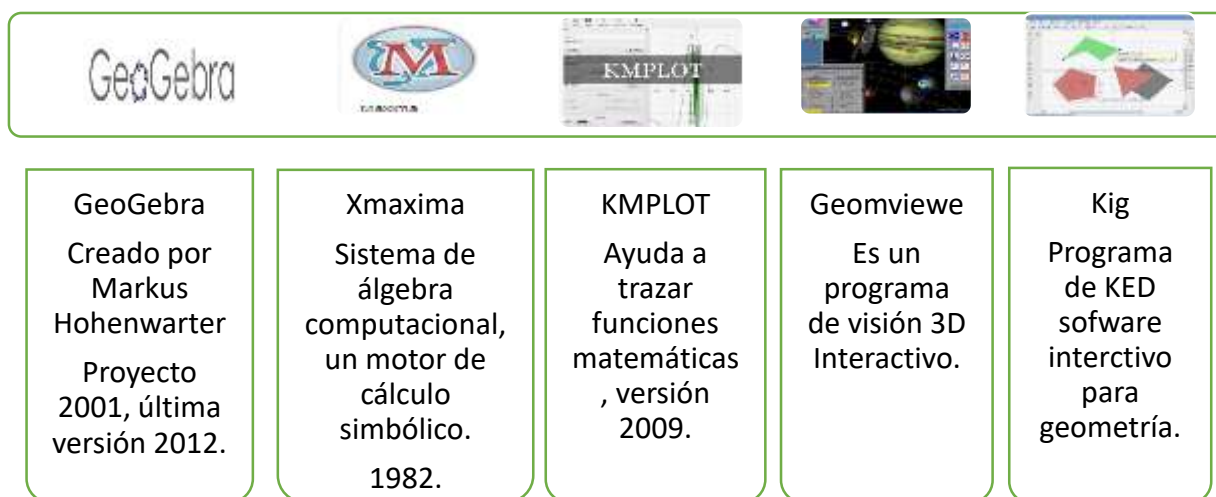 GeoGebra
maxima
KMPLOT
GeoGebra
Creado por
Markus
Hohenwarter
Proyecto
2001, última
versión 2012.
Xmaxima
Sistema de
álgebra
computacional,
un motor de
cálculo
simbólico.
1982.
KMPLOT
Ayuda a
trazar
funciones
matemáticas
, versión
2009.
Geomviewe
Es un
programa
de visión 3D
Interactivo.
Kig
Programa
de KED
sofware
interctivo
para
geometría.